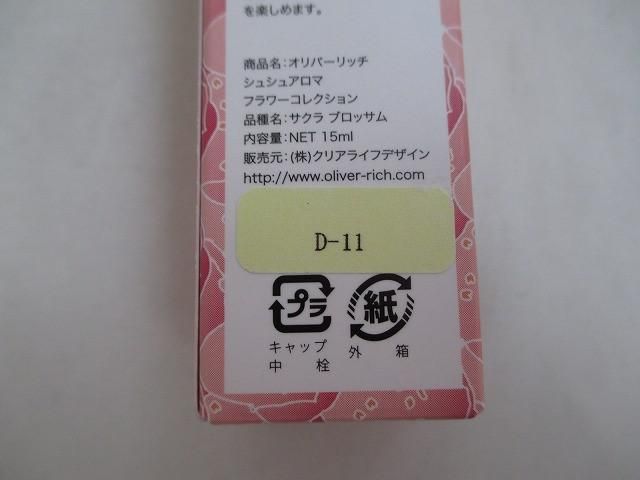 を楽しめます。
商品名：オリバーリッチ
シュシュアロマ
フラワーコレクション
品種名：サクラ ブロッサム
内容量：NET 15ml
販売元：(株)クリアライフデザイン
http://www.oliver-rich.com
D-11
プラ 紙
キャップ 外 箱
中 栓